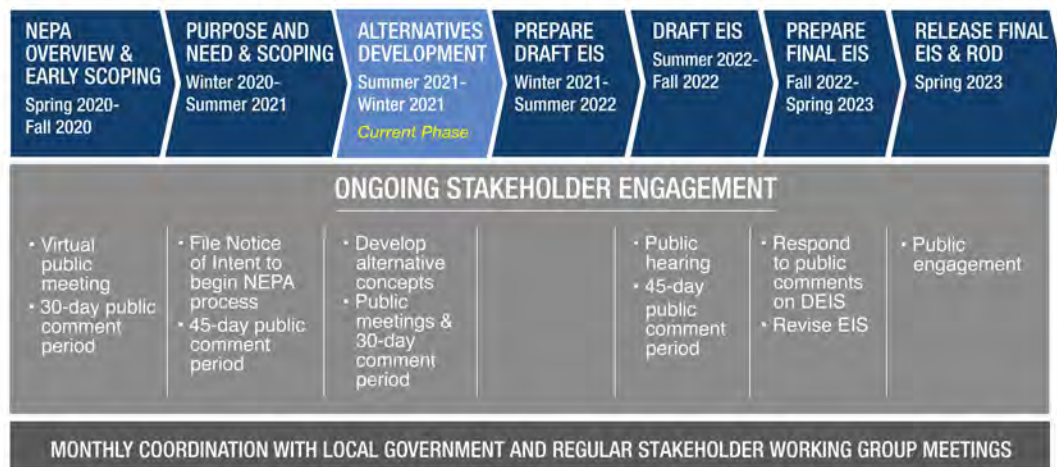 NEPA
OVERVIEW &
EARLY SCOPING
Spring 2020-
Fall 2020
PURPOSE AND
NEED & SCOPING
Winter 2020–
Summer 2021
ALTERNATIVES
DEVELOPMENT
Summer 2021–
Winter 2021
Current Phase
PREPARE
DRAFT EIS
Winter 2021-
Summer 2022
DRAFT EIS
Summer 2022-
Fall 2022
PREPARE
FINAL EIS
Fall 2022-
Spring 2023
RELEASE FINAL
EIS & ROD
Spring 2023
ONGOING STAKEHOLDER ENGAGEMENT
• Virtual
public
meeting
• 30-day public
comment
period
• File Notice
of Intent to
begin NEPA
process
• 45-day public
comment
period
• Develop
alternative
concepts
• Public
meetings &
30-day
comment
period
• Public
hearing
• 45-day
public
comment
period
• Respond
to public
comments
on DEIS
• Revise EIS
• Public
engagement
MONTHLY COORDINATION WITH LOCAL GOVERNMENT AND REGULAR STAKEHOLDER WORKING GROUP MEETINGS